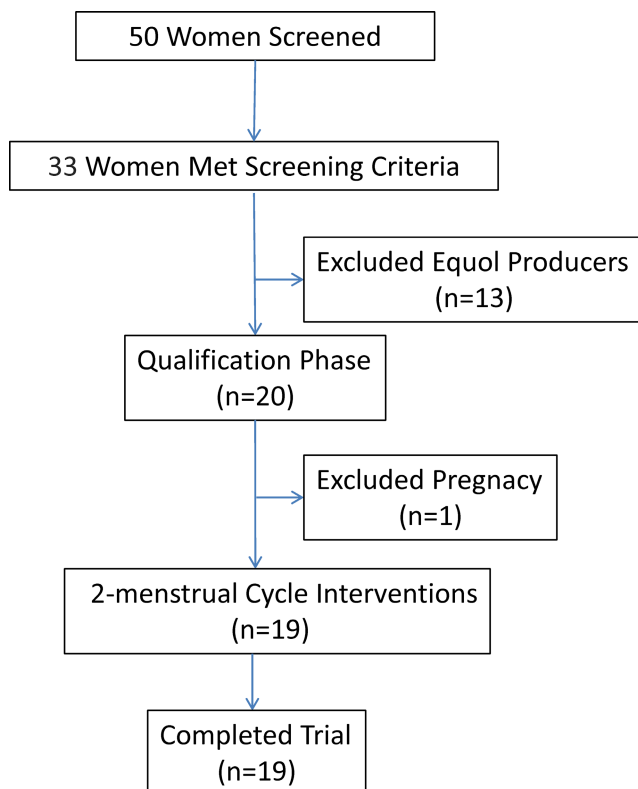 50 Women Screened
33 Women Met Screening Criteria
Excluded Equol Producers
(n=13)
Qualification Phase
(n=20)
Excluded Pregnancy
(n=1)
2-menstrual Cycle Interventions
(n=19)
Completed Trial
(n=19)